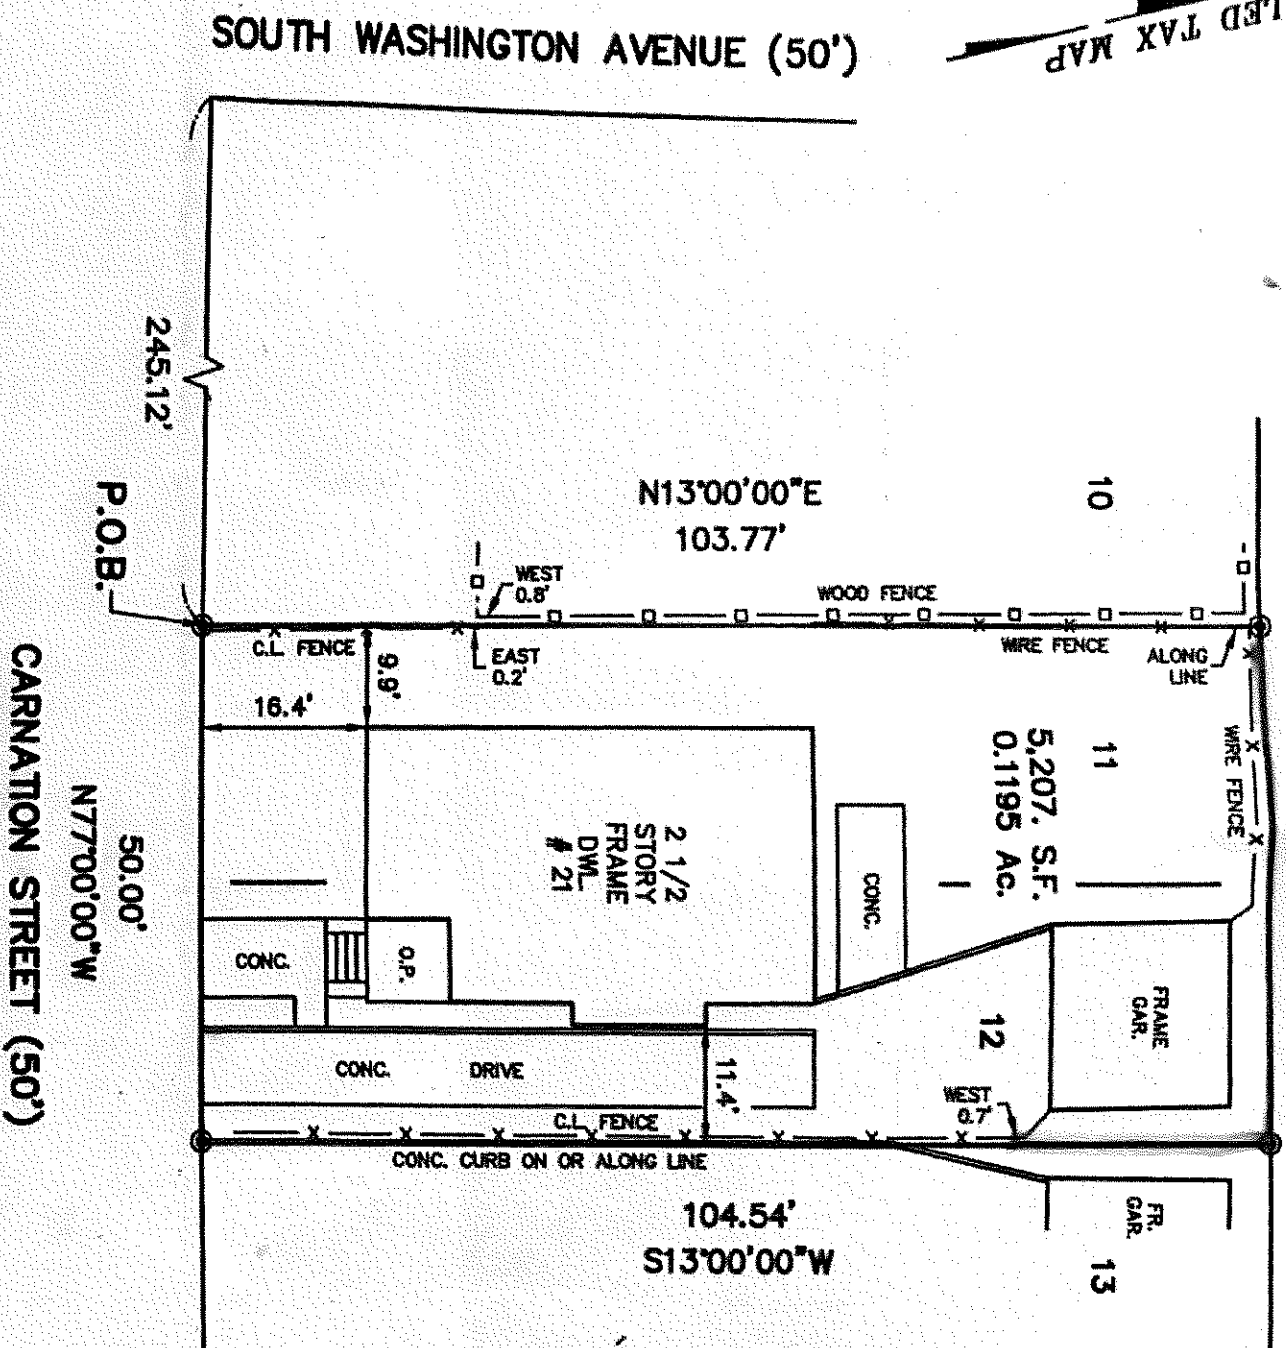 SOUTH WASHINGTON AVENUE (50')
LED TAX MAP
245.12'
P.O.B.
N13°00'00"E
103.77'
10
WEST
0.8'
WOOD FENCE
C.L. FENCE
EAST
0.2'
WIRE FENCE
ALONG
LINE
9.9'
16.4'
11
5,207. S.F.
0.1195 Ac.
WIRE FENCE
2 1/2
STORY
FRAME
DWL.
# 21
CONC.
CARNATION STREET (50')
50.00'
N77°00'00"W
CONC.
O.P.
FRAME
GAR.
12
CONC. DRIVE
11.4'
WEST
0.7'
C.L. FENCE
CONC. CURB ON OR ALONG LINE
104.54'
S13°00'00"W
FR.
GAR.
13